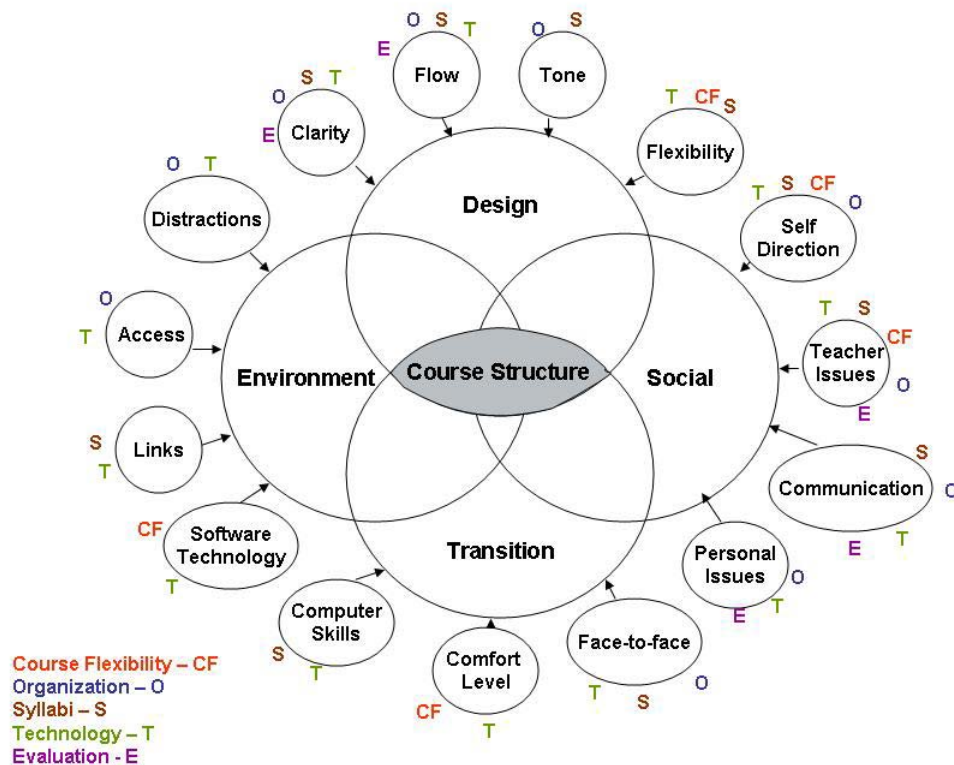 O S T
E
Flow
O S
Tone
O S T
E
Clarity
T CF S
Flexibility
O T
Distractions
Design
T S CF O
Self
Direction
O
T
Access
Environment
Course Structure
Social
T S CF
Teacher
Issues
O
E
S
T
Links
S
Communication
O
E T
CF
Software
Technology
T
Transition
Personal
Issues
O
E T
Computer
Skills
S T
Comfort
Level
CF T
Face-to-face
T S O
Course Flexibility – CF
Organization – O
Syllabi – S
Technology – T
Evaluation - E